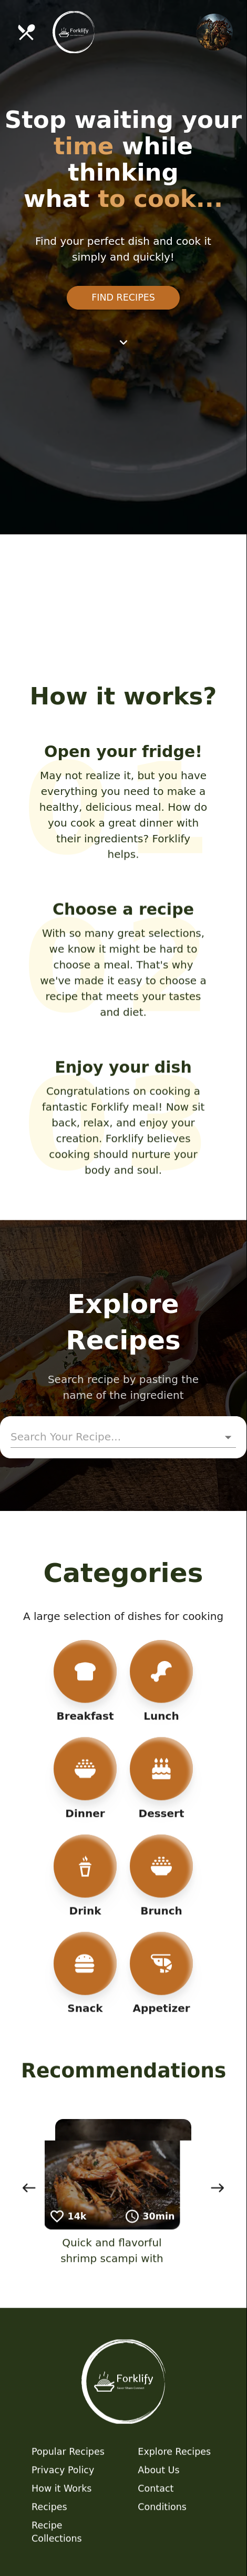 Forklify
Stop waiting your
time while
thinking
what to cook...
Find your perfect dish and cook it
simply and quickly!
FIND RECIPES
How it works?
01
Open your fridge!
May not realize it, but you have
everything you need to make a
healthy, delicious meal. How do
you cook a great dinner with
their ingredients? Forklify
helps.
02
Choose a recipe
With so many great selections,
we know it might be hard to
choose a meal. That's why
we've made it easy to choose a
recipe that meets your tastes
and diet.
03
Enjoy your dish
Congratulations on cooking a
fantastic Forklify meal! Now sit
back, relax, and enjoy your
creation. Forklify believes
cooking should nurture your
body and soul.
Explore
Recipes
Search recipe by pasting the
name of the ingredient
Search Your Recipe...
Categories
A large selection of dishes for cooking
Breakfast Lunch
Dinner Dessert
Drink Brunch
Snack Appetizer
Recommendations
14k 30min
Quick and flavorful
shrimp scampi with
Forklify
Popular Recipes Explore Recipes
Privacy Policy About Us
How it Works Contact
Recipes Conditions
Recipe
Collections